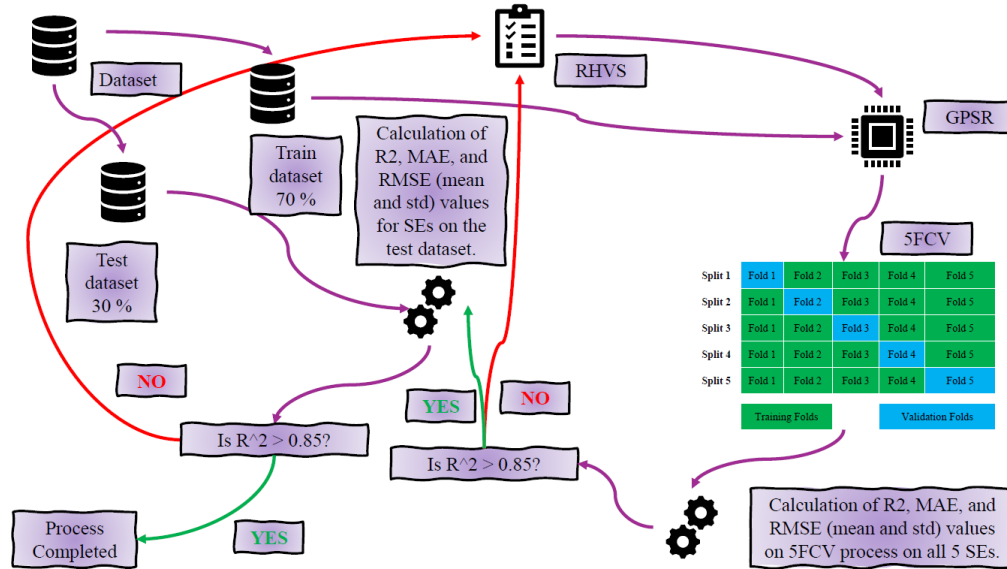 Dataset
RHVS
GPSR
Train
dataset
70 %
Calculation of
R2, MAE, and
RMSE (mean
and std) values
for SEs on the
test dataset.
Test
dataset
30 %
5FCV
Split 1 Fold 1 Fold 2 Fold 3 Fold 4 Fold 5
Split 2 Fold 1 Fold 2 Fold 3 Fold 4 Fold 5
Split 3 Fold 1 Fold 2 Fold 3 Fold 4 Fold 5
Split 4 Fold 1 Fold 2 Fold 3 Fold 4 Fold 5
Split 5 Fold 1 Fold 2 Fold 3 Fold 4 Fold 5
Training Folds Validation Folds
NO
YES
NO
Is R^2 > 0.85?
Is R^2 > 0.85?
Process
Completed
YES
Calculation of R2, MAE, and
RMSE (mean and std) values
on 5FCV process on all 5 SEs.